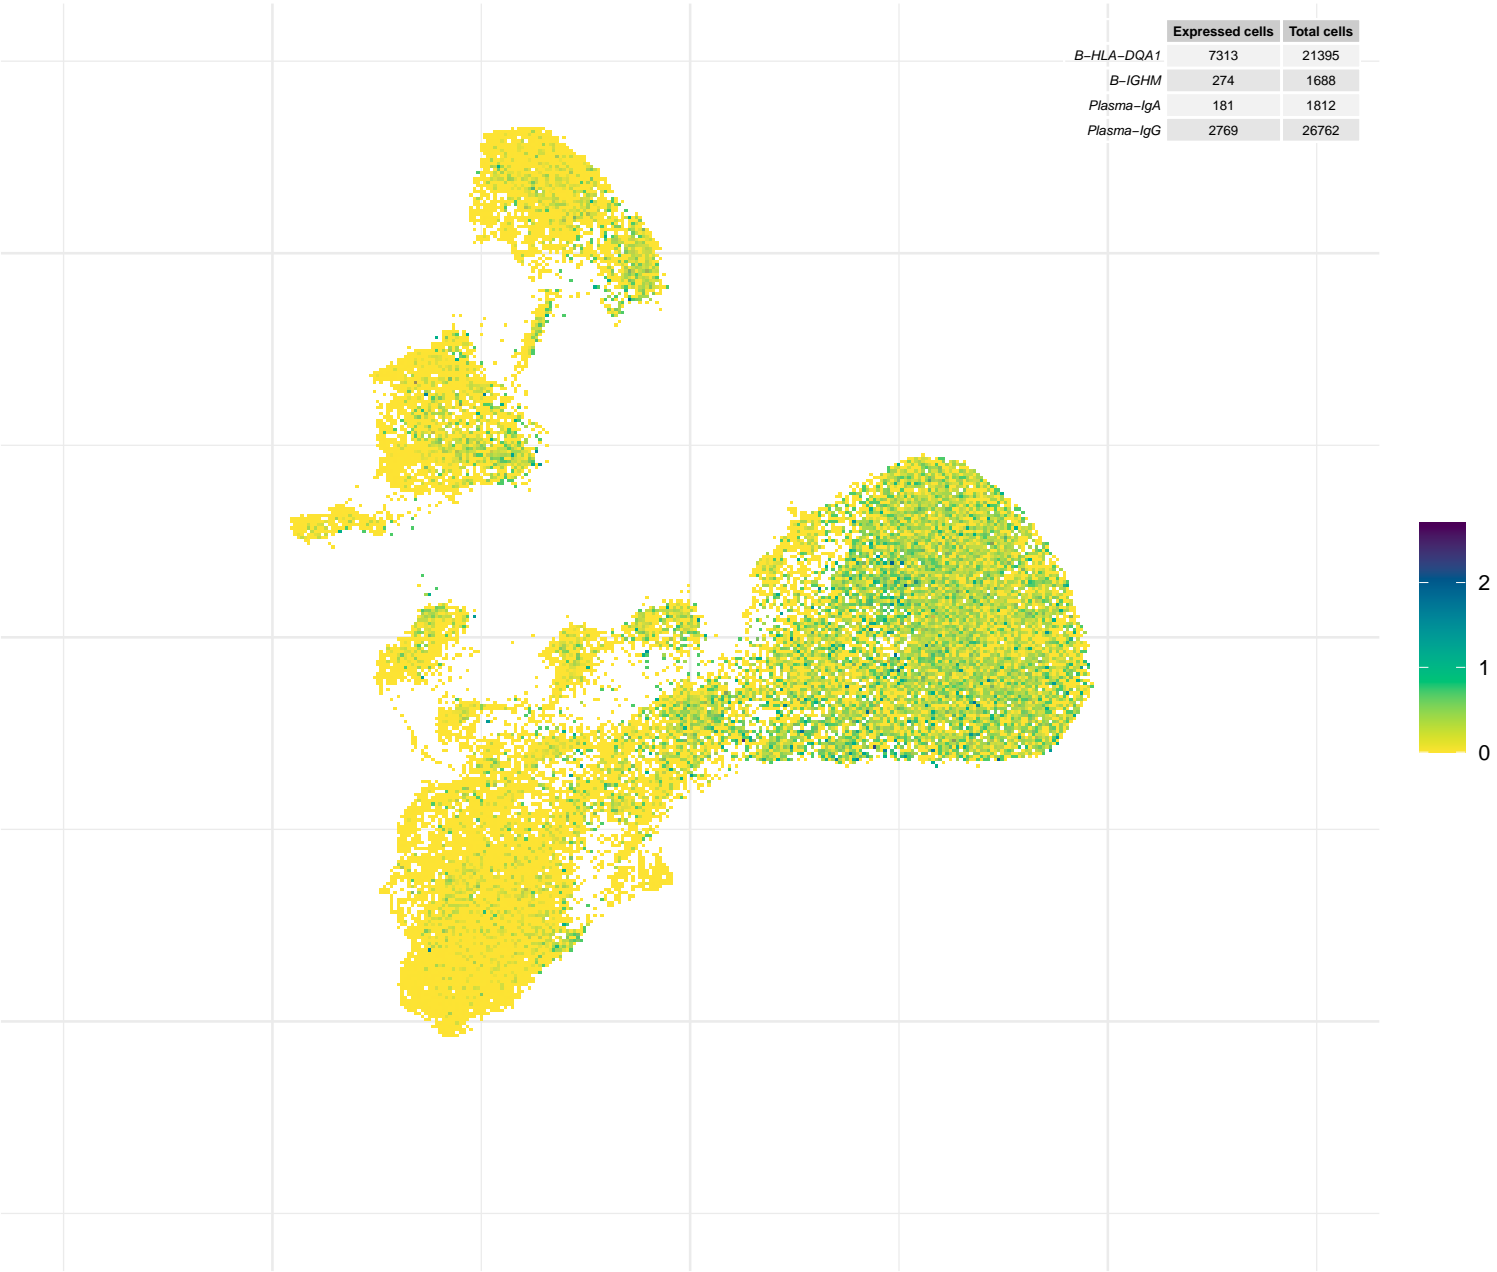 Expressed cells Total cells
B−HLA−DQA1 7313 21395
B−IGHM 274 1688
Plasma−IgA 181 1812
Plasma−IgG 2769 26762
2
1
0